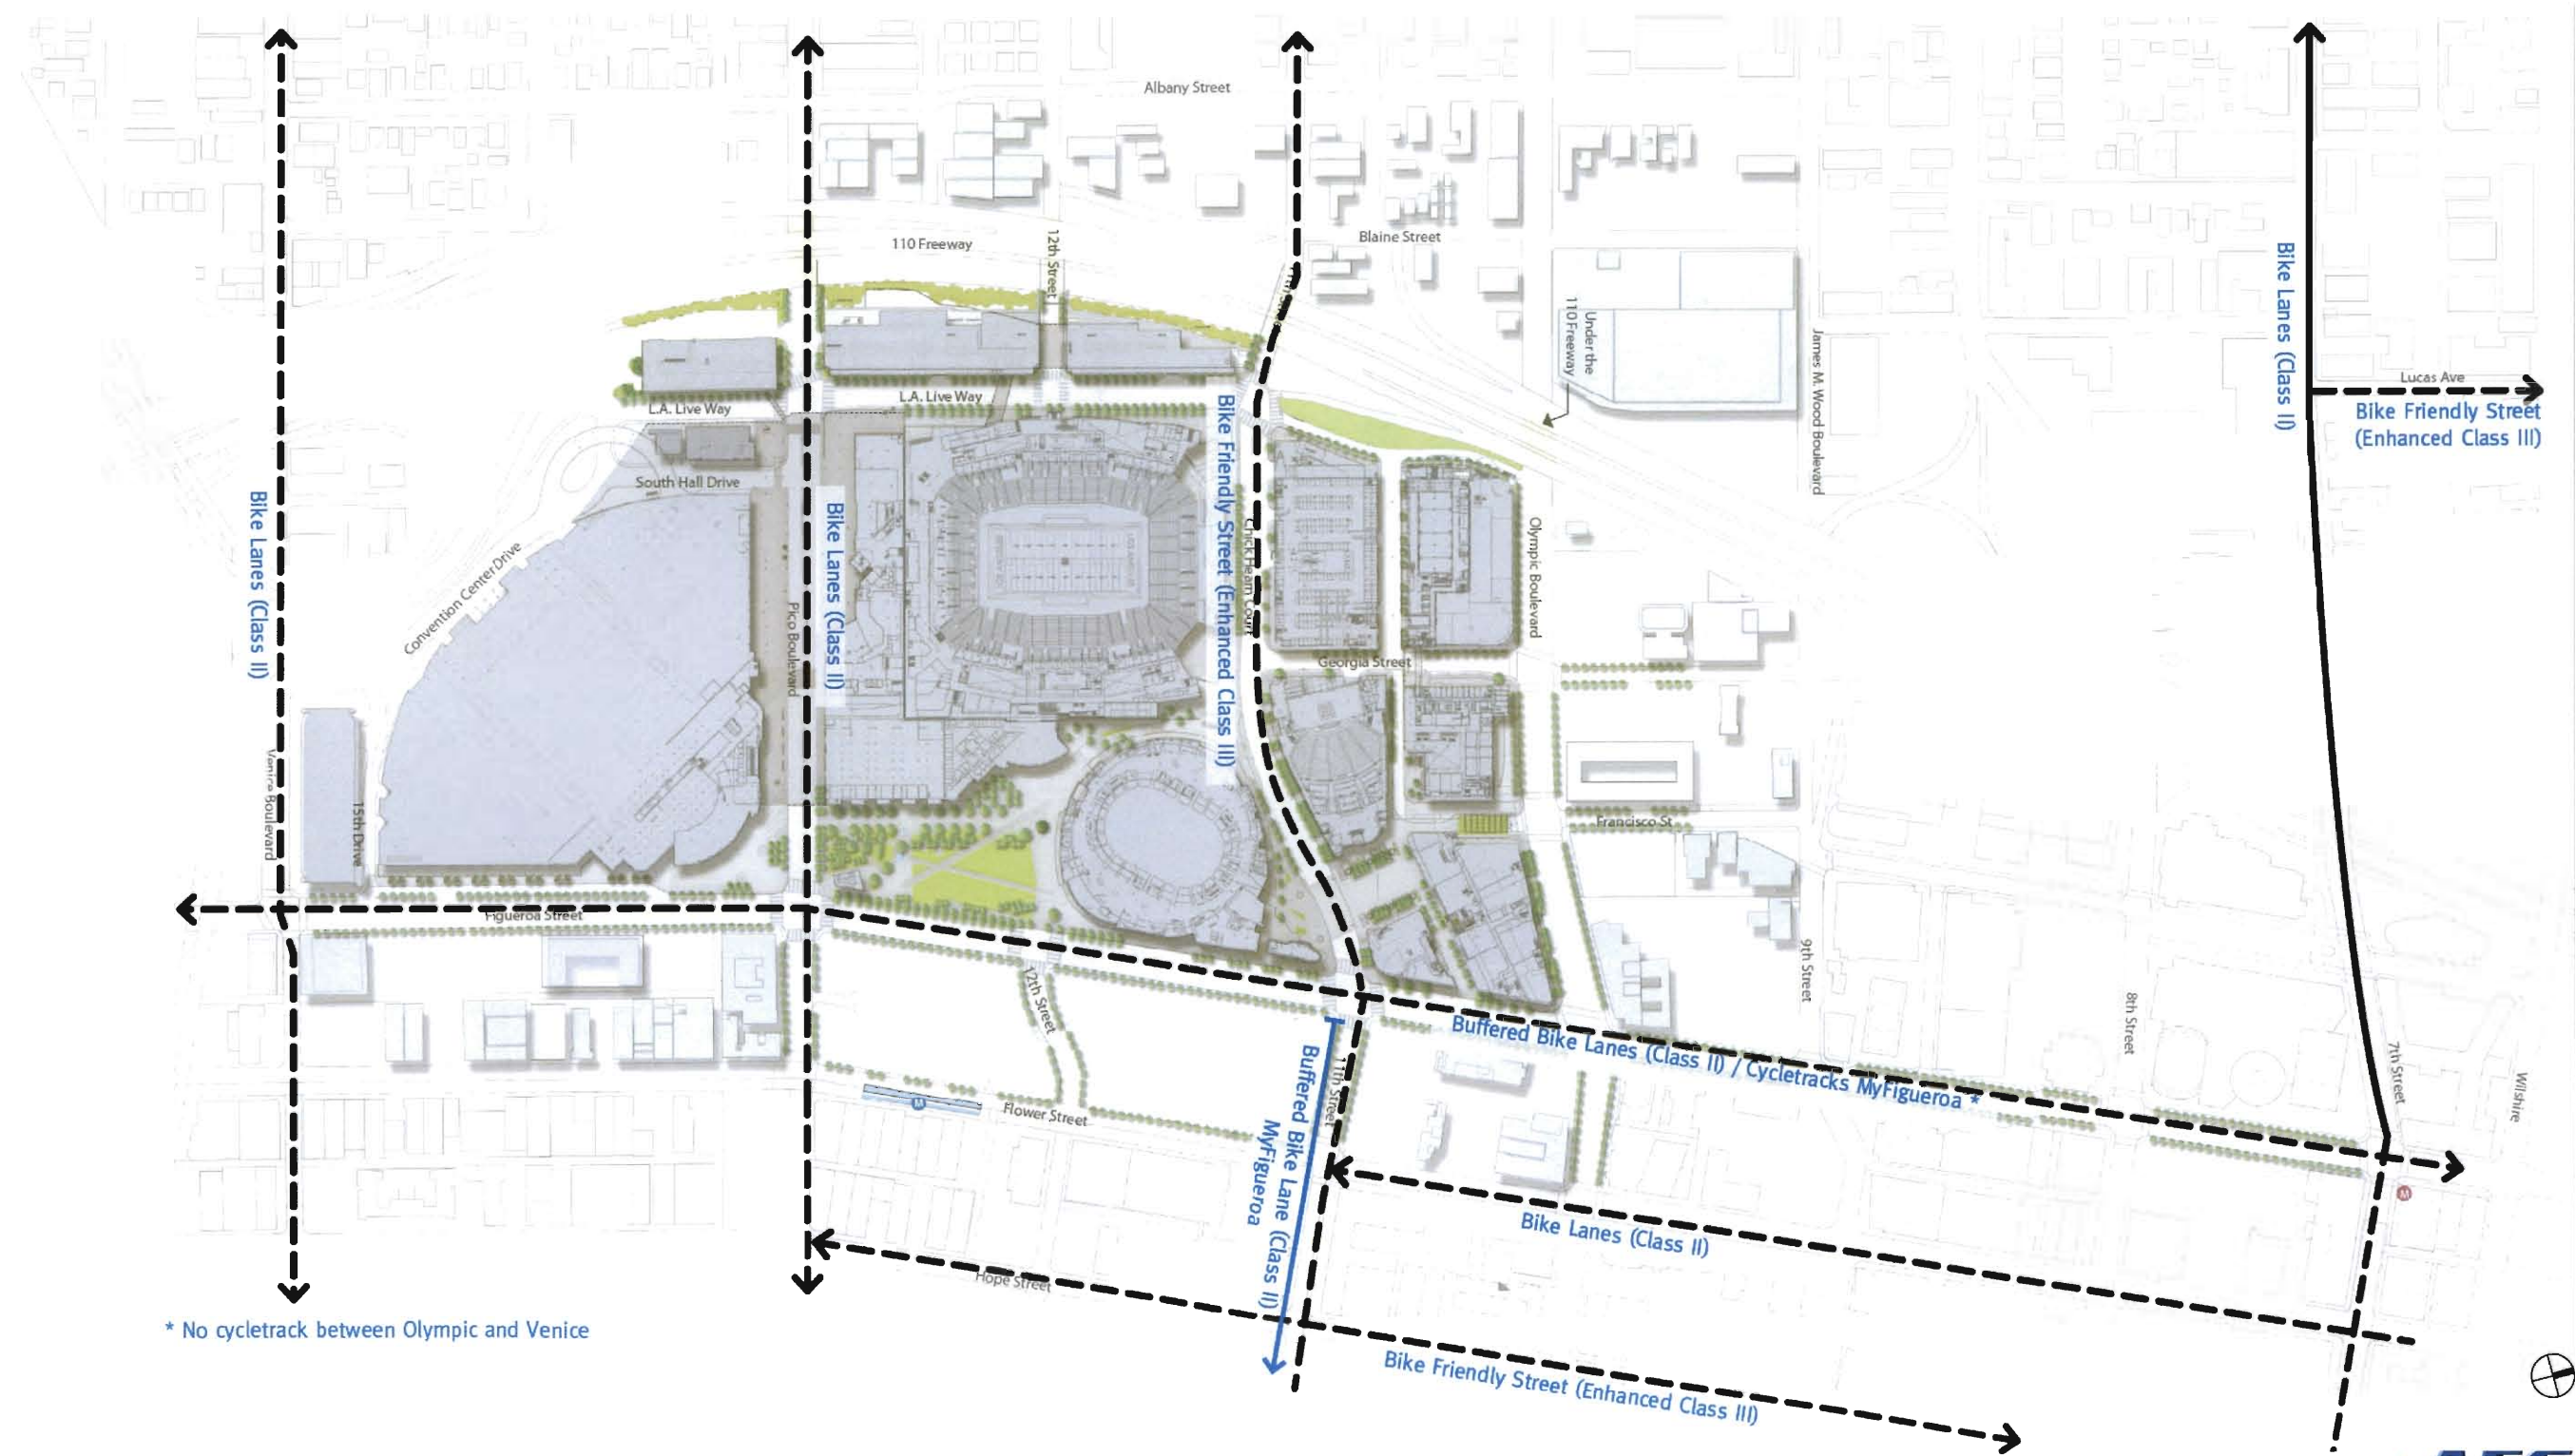 Albany Street
110 Freeway
12th Street
Blaine Street
Under the
110 Freeway
James M. Wood Boulevard
Bike Lanes (Class II)
Lucas Ave
Bike Friendly Street
(Enhanced Class III)
L.A. Live Way
L.A. Live Way
South Hall Drive
Convention Center Drive
Bike Lanes (Class II)
Pico Boulevard
Bike Lanes (Class II)
Bike Friendly Street (Enhanced Class III)
Chick Hearn Court
Olympic Boulevard
Georgia Street
Venice Boulevard
15th Drive
Francisco St
Figueroa Street
12th Street
9th Street
8th Street
7th Street
Wilshire
Buffered Bike Lanes (Class II) / Cycletracks MyFigueroa *
11th Street
Buffered Bike Lane (Class II)
MyFigueroa
M
Flower Street
M
Bike Lanes (Class II)
Hope Street
Bike Friendly Street (Enhanced Class III)
* No cycletrack between Olympic and Venice